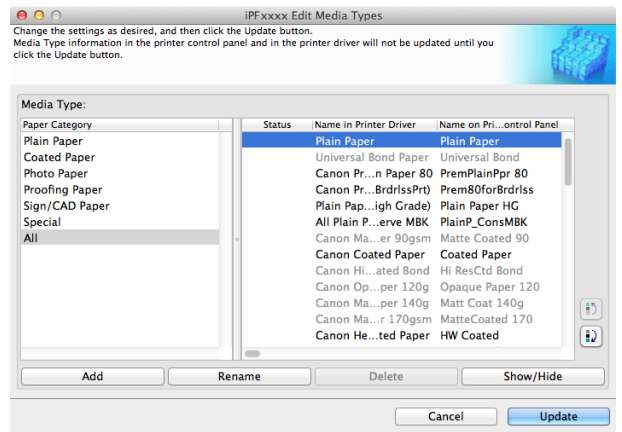 iPFxxxx Edit Media Types
Change the settings as desired, and then click the Update button.
Media Type information in the printer control panel and in the printer driver will not be updated until you
click the Update button.
Media Type:
Paper Category
Plain Paper
Coated Paper
Photo Paper
Proofing Paper
Sign/CAD Paper
Special
All
Status Name in Printer Driver Name on Pri...ontrol Panel
Plain Paper Plain Paper
Universal Bond Paper Universal Bond
Canon Pr...n Paper 80 PremPlainPpr 80
Canon Pr...BrdrlssPrt) Prem80forBrdrlss
Plain Pap...igh Grade) Plain Paper HG
All Plain P...erve MBK PlainP_ConsMBK
Canon Ma...er 90gsm Matte Coated 90
Canon Coated Paper Coated Paper
Canon Hi...ated Bond Hi ResCtd Bond
Canon Op...per 120g Opaque Paper 120
Canon Ma...per 140g Matt Coat 140g
Canon Ma...r 170gsm MatteCoated 170
Canon He...ted Paper HW Coated
Add Rename Delete Show/Hide
Cancel Update